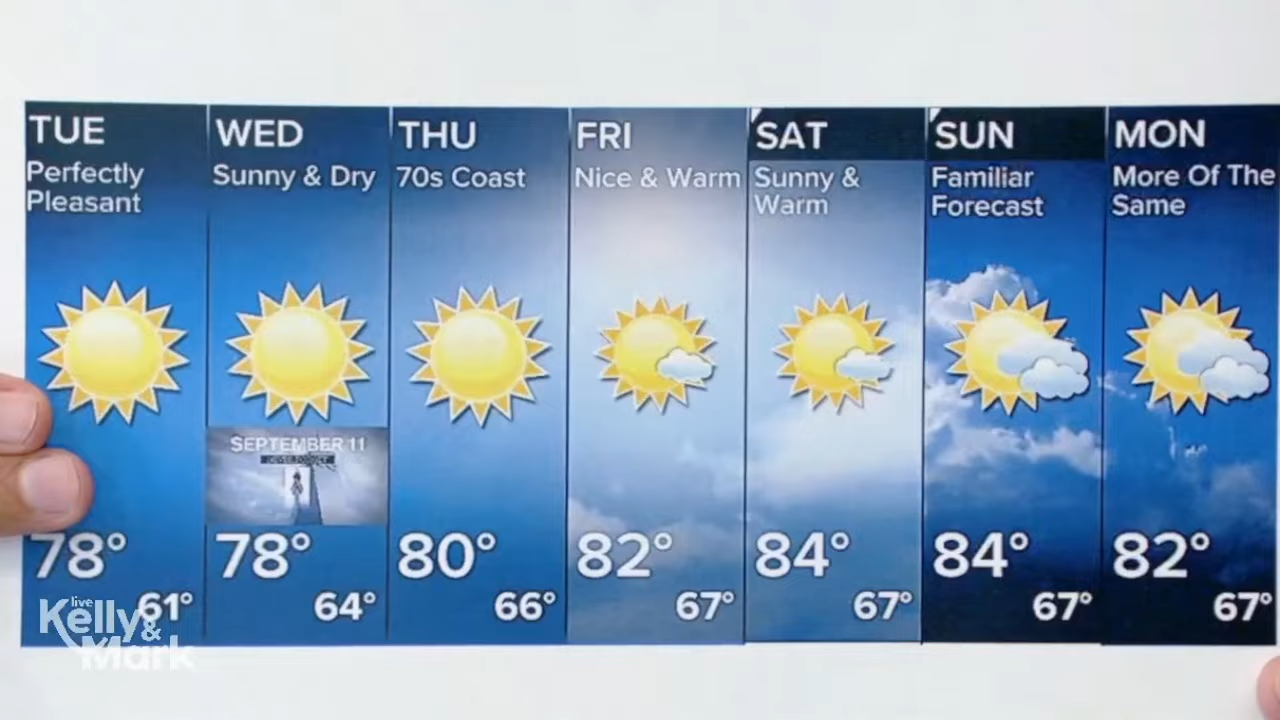 TUE
Perfectly
Pleasant
78°
61°
WED
Sunny & Dry
SEPTEMBER 11
78°
64°
THU
70s Coast
80°
66°
FRI
Nice & Warm
82°
67°
SAT
Sunny &
Warm
84°
67°
SUN
Familiar
Forecast
84°
67°
MON
More Of The
Same
82°
67°
live
Kelly
&
Mark